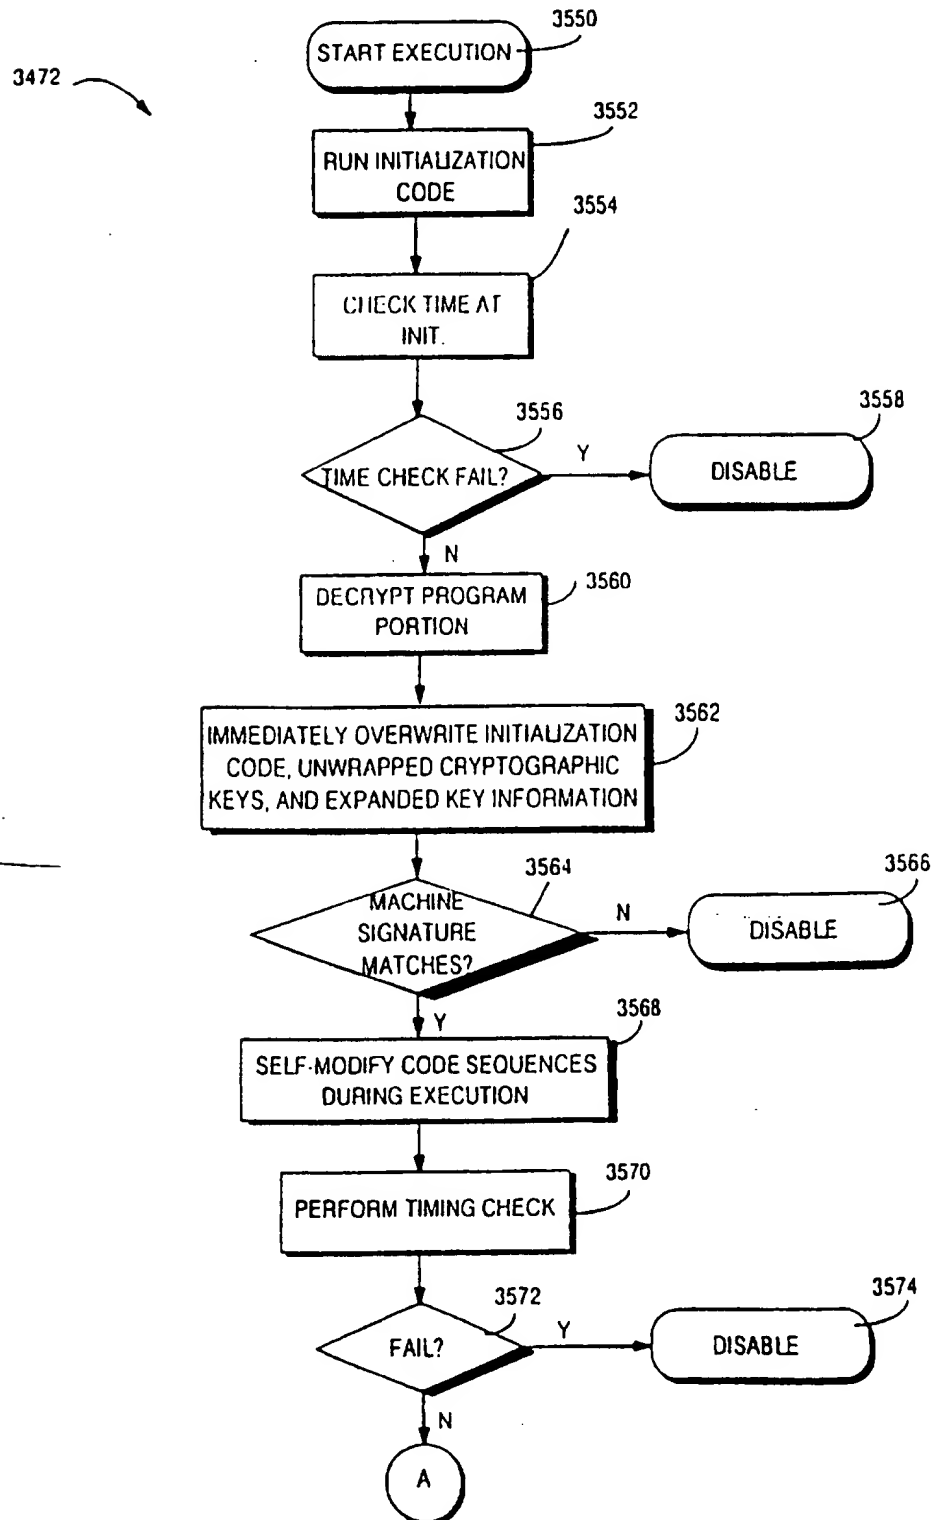 3550
START EXECUTION
3472
3552
RUN INITIALIZATION
CODE
3554
CHECK TIME AT
INIT.
3556
TIME CHECK FAIL?
Y
3558
DISABLE
N
3560
DECRYPT PROGRAM
PORTION
3562
IMMEDIATELY OVERWRITE INITIALIZATION
CODE, UNWRAPPED CRYPTOGRAPHIC
KEYS, AND EXPANDED KEY INFORMATION
3564
MACHINE
SIGNATURE
MATCHES?
N
3566
DISABLE
Y
3568
SELF-MODIFY CODE SEQUENCES
DURING EXECUTION
3570
PERFORM TIMING CHECK
3572
FAIL?
Y
3574
DISABLE
N
A